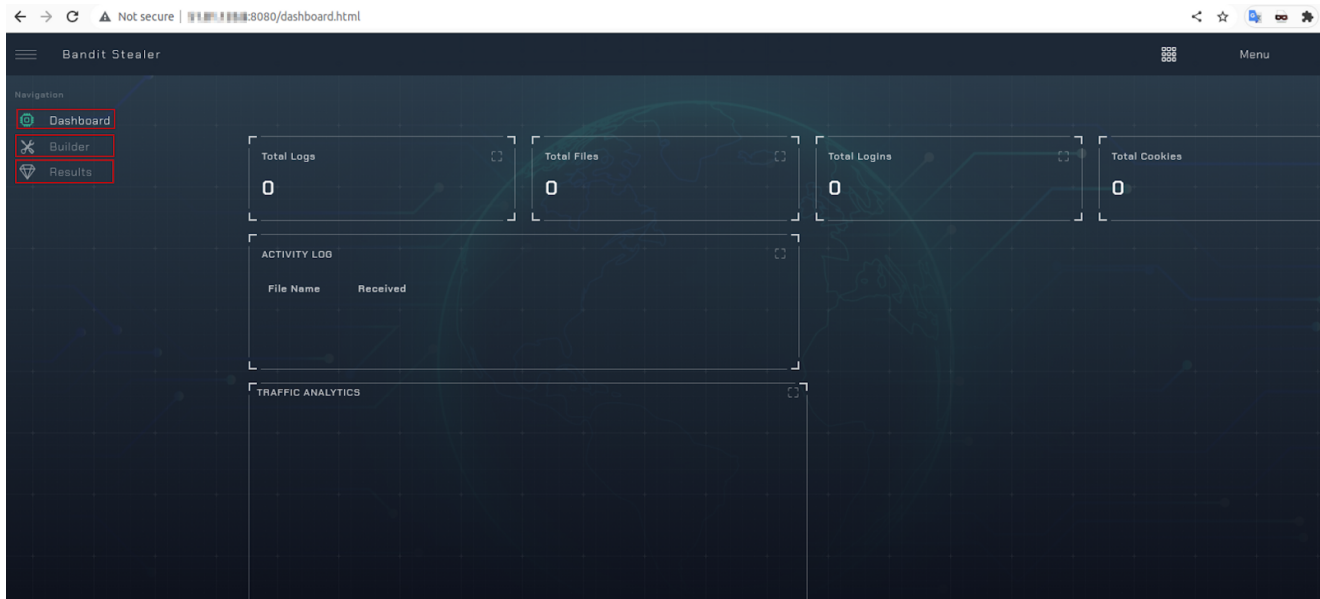 Not secure | :8080/dashboard.html
Bandit Stealer
Menu
Navigation
Dashboard
Builder
Results
Total Logs
0
Total Files
0
Total Logins
0
Total Cookies
0
ACTIVITY LOG
File Name Received
TRAFFIC ANALYTICS